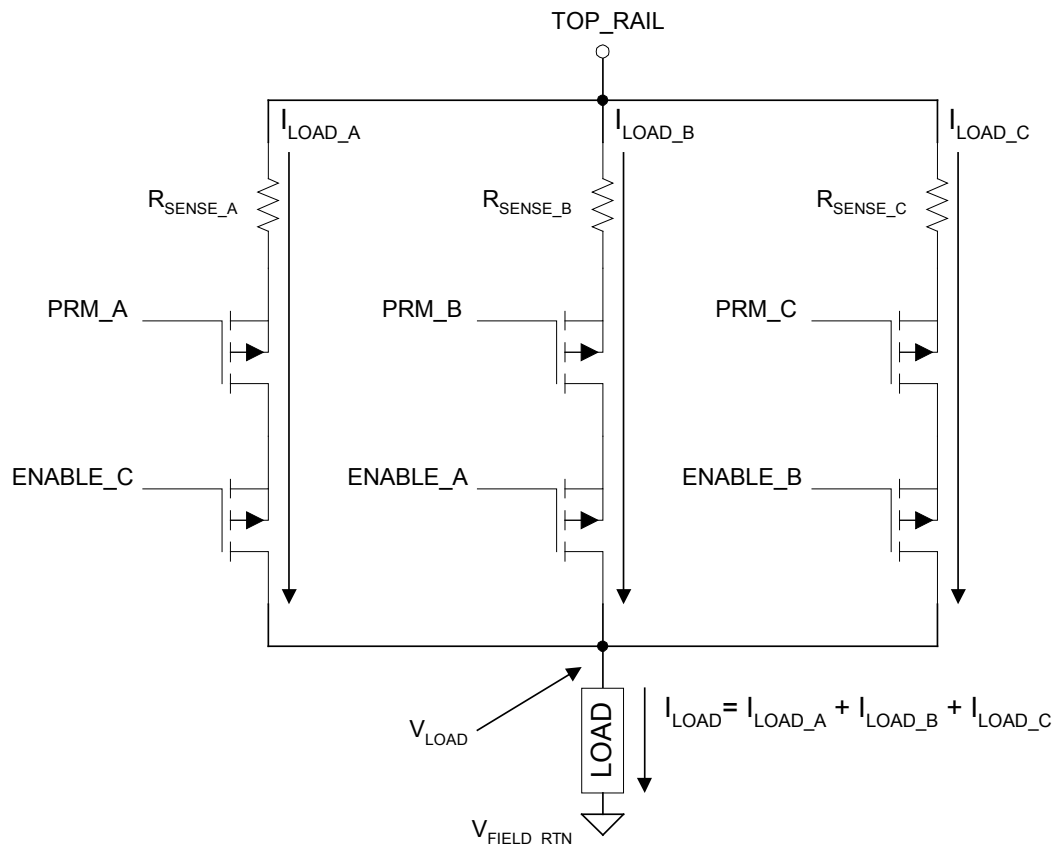 TOP_RAIL
I_LOAD_A
I_LOAD_B
I_LOAD_C
R_SENSE_A
R_SENSE_B
R_SENSE_C
PRM_A
PRM_B
PRM_C
ENABLE_C
ENABLE_A
ENABLE_B
V_LOAD
LOAD
I_LOAD= I_LOAD_A + I_LOAD_B + I_LOAD_C
V_FIELD_RTN